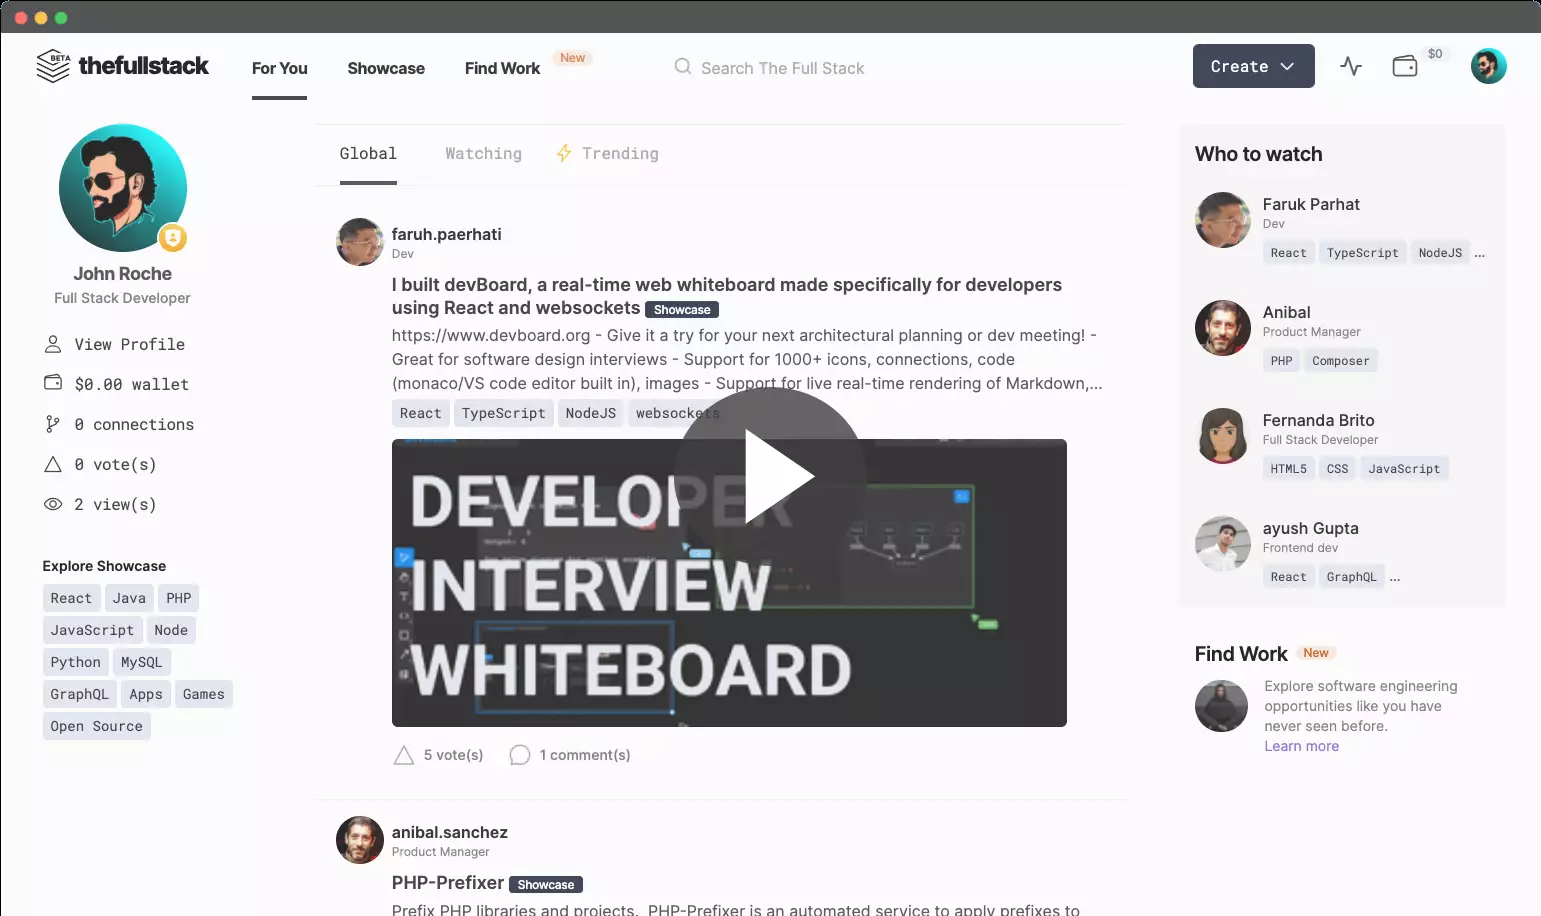 BETA
thefullstack
For You
Showcase
Find Work
New
Search The Full Stack
Create
$0
John Roche
Full Stack Developer
View Profile
$0.00 wallet
0 connections
0 vote(s)
2 view(s)
Explore Showcase
React Java PHP
JavaScript Node
Python MySQL
GraphQL Apps Games
Open Source
Global Watching Trending
faruh.paerhati
Dev
I built devBoard, a real-time web whiteboard made specifically for developers
using React and websockets Showcase
https://www.devboard.org - Give it a try for your next architectural planning or dev meeting! -
Great for software design interviews - Support for 1000+ icons, connections, code
(monaco/VS code editor built in), images - Support for live real-time rendering of Markdown,...
React TypeScript NodeJS websockets
DEVELOPER
INTERVIEW
WHITEBOARD
5 vote(s) 1 comment(s)
anibal.sanchez
Product Manager
PHP-Prefixer Showcase
Prefix PHP libraries and projects. PHP-Prefixer is an automated service to apply prefixes to
Who to watch
Faruk Parhat
Dev
React TypeScript NodeJS ...
Anibal
Product Manager
PHP Composer
Fernanda Brito
Full Stack Developer
HTML5 CSS JavaScript
ayush Gupta
Frontend dev
React GraphQL ...
Find Work New
Explore software engineering
opportunities like you have
never seen before.
Learn more